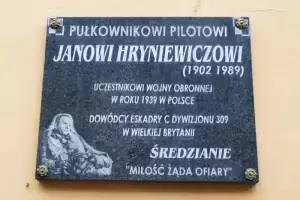 PUŁKOWNIKOWI PILOTOWI
JANOWI HRYNIEWICZOWI
(1902 1989)
UCZESTNIKOWI WOJNY OBRONNEJ
W ROKU 1939 W POLSCE
DOWÓDCY ESKADRY C DYWIZJONU 309
W WIELKIEJ BRYTANII
ŚREDZIANIE
"MIŁOŚĆ ŻĄDA OFIARY"